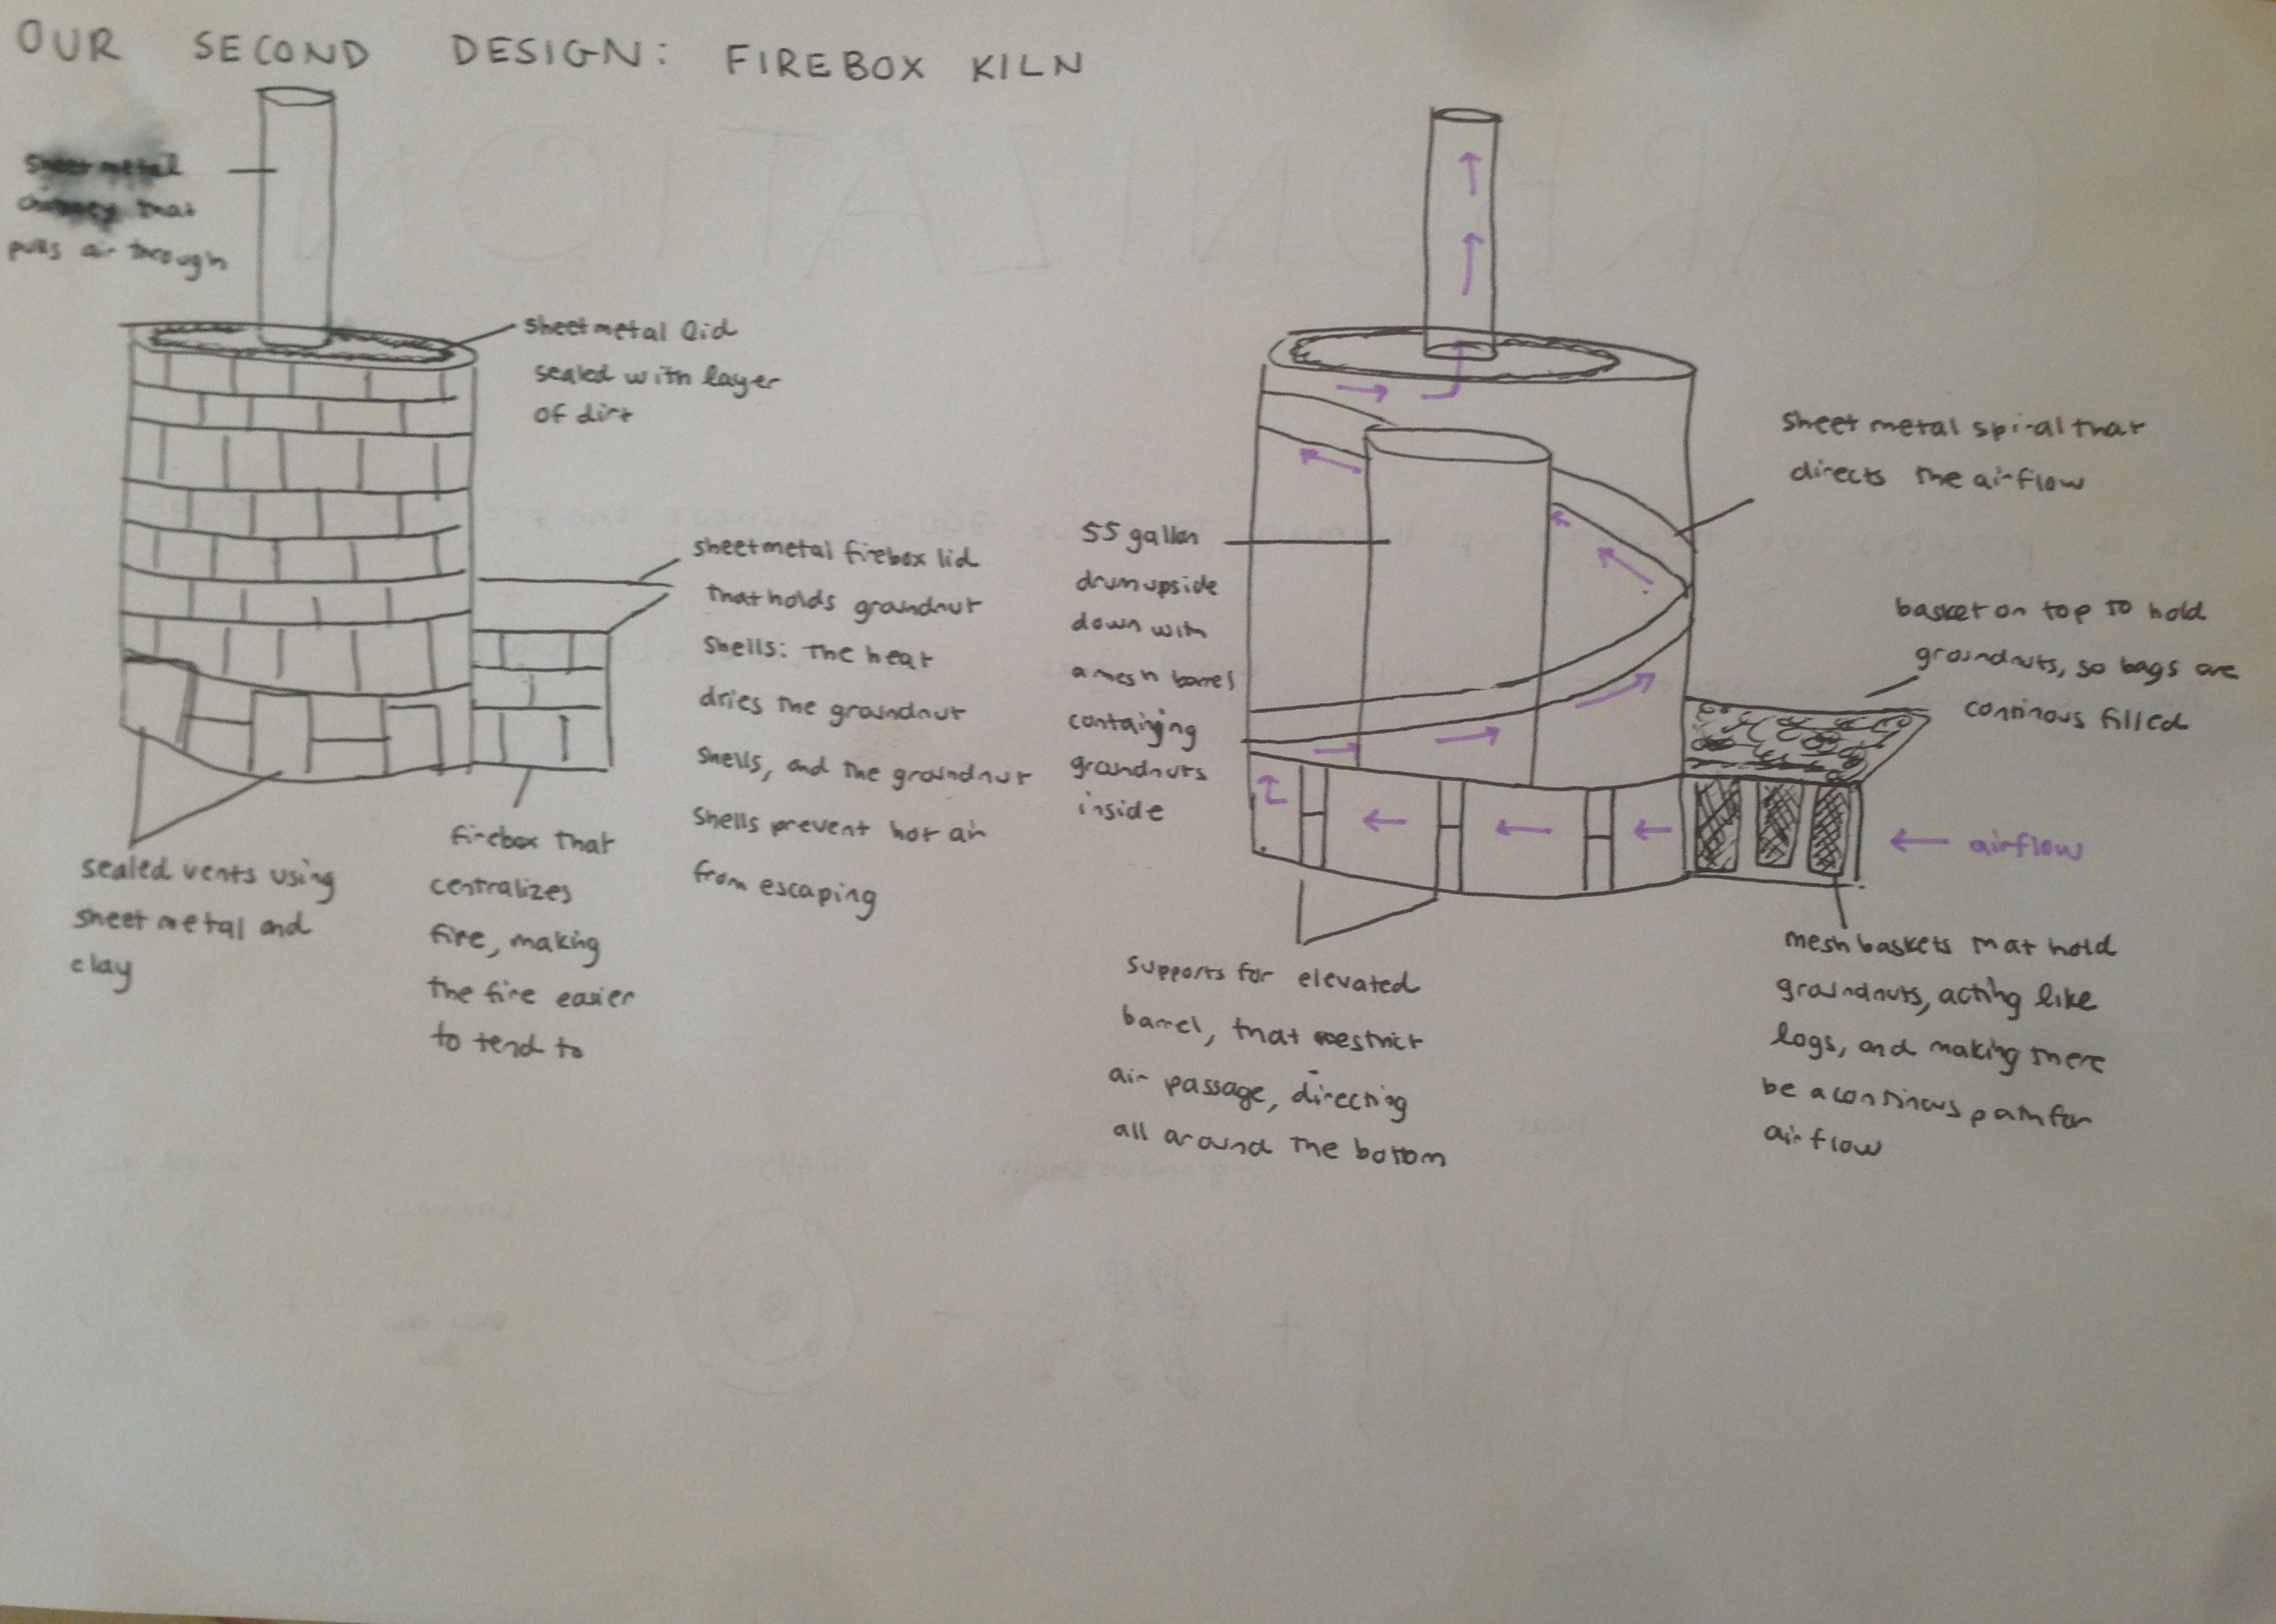 OUR SECOND DESIGN: FIREBOX KILN
Sheet metal
chimney that
pulls air through
sheet metal lid
sealed with layer
of dirt
sheetmetal firebox lid
that holds groundnut
shells: The heat
dries the groundnut
shells, and the groundnut
shells prevent hot air
from escaping
sealed vents using
sheet metal and
clay
firebox that
centralizes
fire, making
the fire easier
to tend to
55 gallon
drum upside
down with
a mesh barrel
containing
groundnuts
inside
sheet metal spiral that
directs the airflow
basket on top to hold
groundnuts, so bags are
continous filled
airflow
supports for elevated
barrel, that restrict
air passage, directing
all around the bottom
mesh baskets that hold
groundnuts, acting like
logs, and making there
be a continous path for
airflow